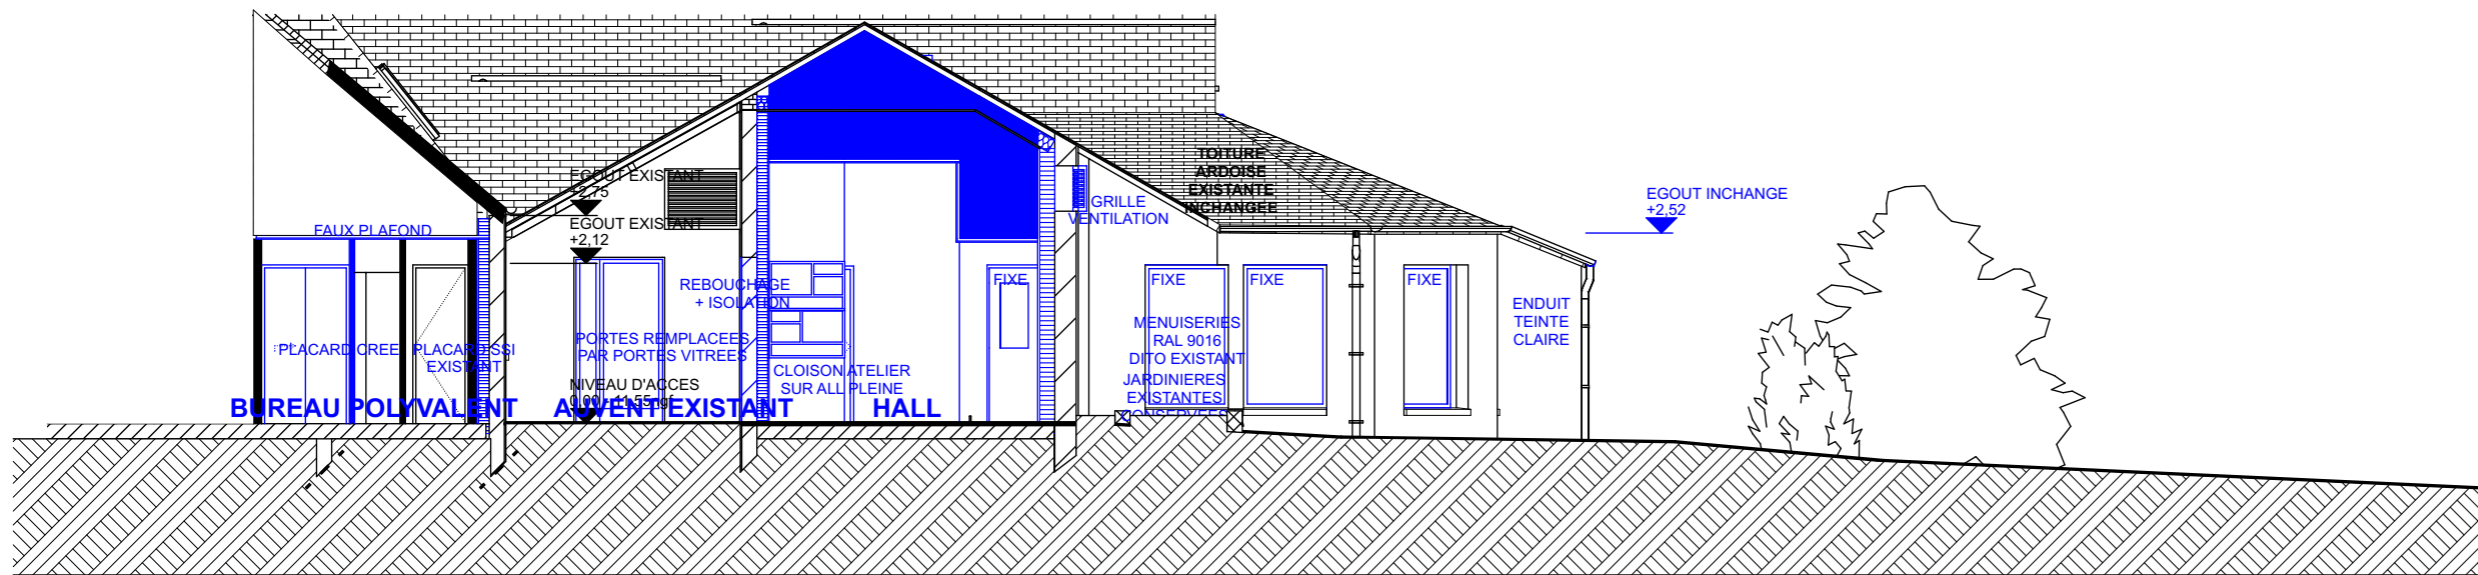 EGOUT EXISTANT
+2,75
EGOUT EXISTANT
+2,12
FAUX PLAFOND
TOITURE
ARDOISE
EXISTANTE
INCHANGÉE
GRILLE
VENTILATION
EGOUT INCHANGE
+2,52
REBOUCHAGE
+ ISOLATION
FIXE
FIXE
FIXE
FIXE
PLACARD CREE
PLACARD SSI
EXISTANT
PORTES REMPLACEES
PAR PORTES VITREES
CLOISON ATELIER
SUR ALL PLEINE
MENUISERIES
RAL 9016
DITO EXISTANT
JARDINIERES
EXISTANTES
CONSERVEES
ENDUIT
TEINTE
CLAIRE
NIVEAU D'ACCES
BUREAU POLYVALENT
AUVENT EXISTANT
HALL